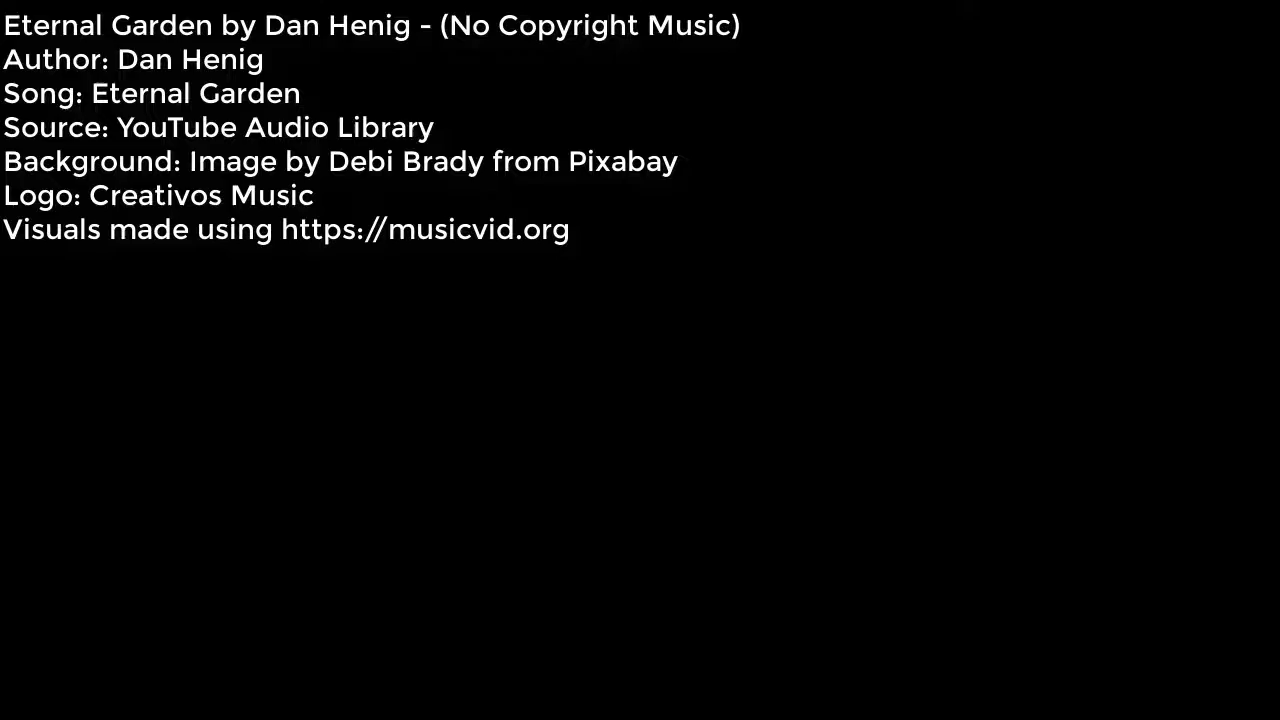 Eternal Garden by Dan Henig - (No Copyright Music)
Author: Dan Henig
Song: Eternal Garden
Source: YouTube Audio Library
Background: Image by Debi Brady from Pixabay
Logo: Creativos Music
Visuals made using https://musicvid.org